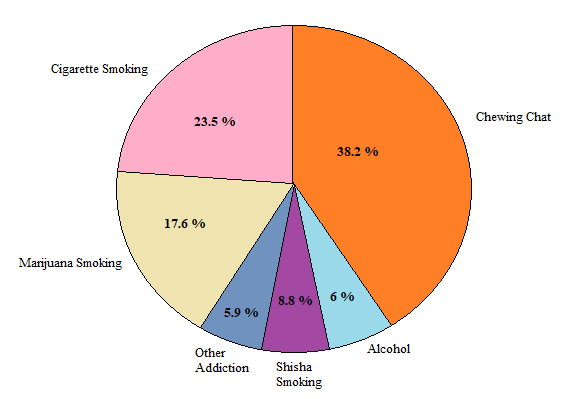 Cigarette Smoking
23.5 %
38.2 %
Chewing Chat
17.6 %
Marijuana Smoking
5.9 %
8.8 %
6 %
Other
Addiction
Shisha
Smoking
Alcohol